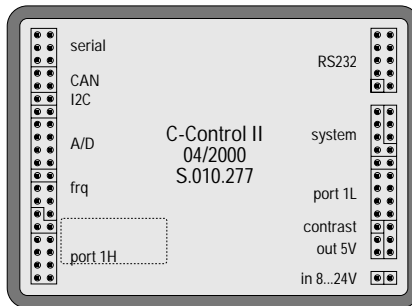 serial
CAN
I2C
A/D
frq
port 1H
C-Control II
04/2000
S.010.277
RS232
system
port 1L
contrast
out 5V
in 8...24V